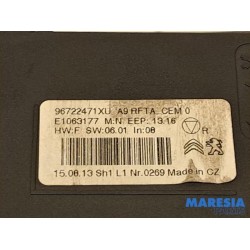 96722471XU A9 RFTA CEM 0
E1063177 M.N. EEP.:13.16
HW:F SW:06.01 In:08
R
15.08.13 Sh1 L1 Nr.0269 Made in CZ
MARESIA